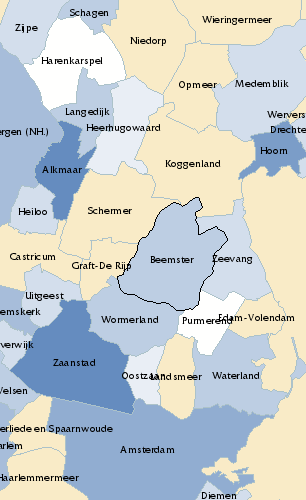 Schagen
Wieringermeer
Zijpe
Niedorp
Harenkarspel
Opmeer
Medemblik
Langedijk
Werver
Heerhugowaard
Drechte
ergen (NH.)
Hoorn
Koggenland
Alkmaar
Heiloo
Schermer
Castricum
Beemster
Zeevang
Graft-De Rijp
Uitgeest
emskerk
Wormerland
Purmerend
Edam-Volendam
verwijk
Zaanstad
Oostzaan
Landsmeer
Waterland
Velsen
erliede en Spaarnwoude
Amsterdam
arlem
Haarlemmermeer
Diemen